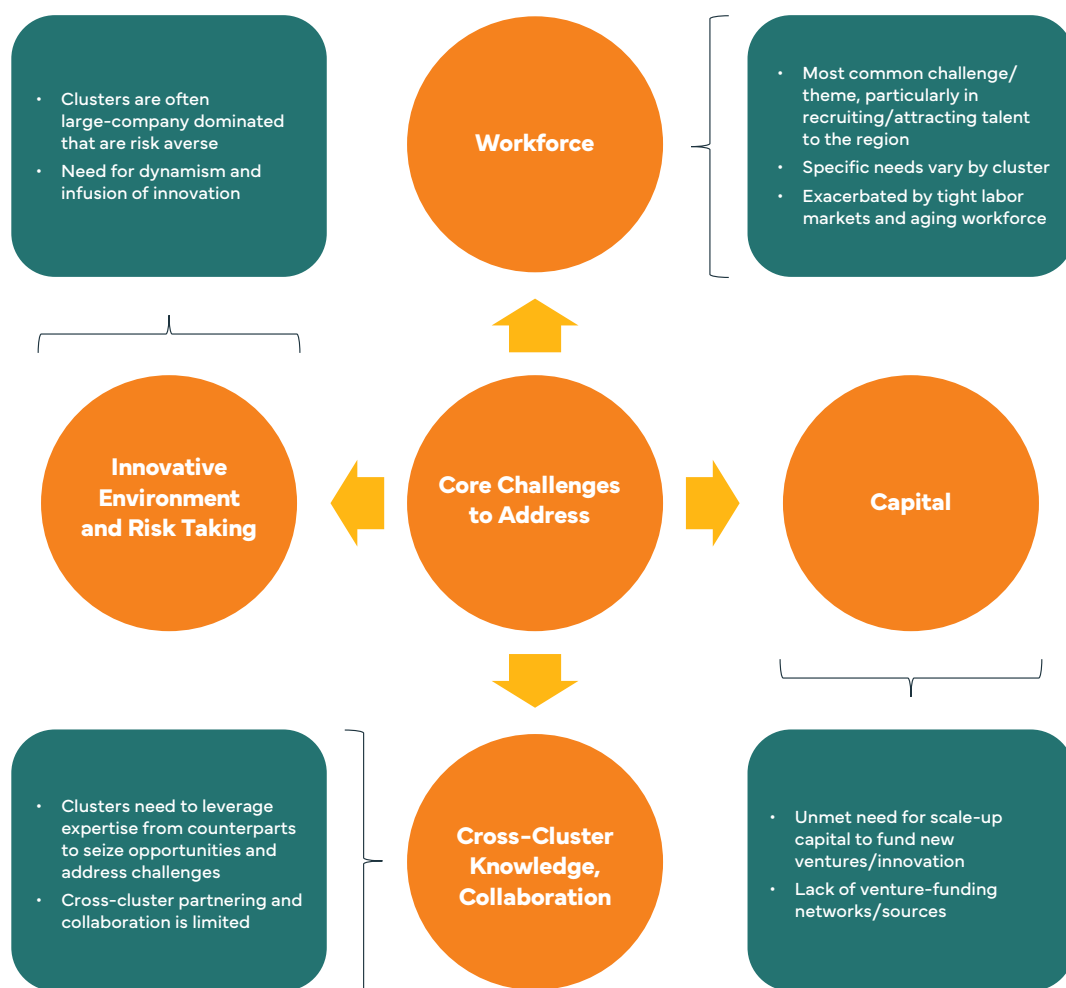 • Clusters are often
large-company dominated
that are risk averse
• Need for dynamism and
infusion of innovation
Workforce
• Most common challenge/
theme, particularly in
recruiting/attracting talent
to the region
• Specific needs vary by cluster
• Exacerbated by tight labor
markets and aging workforce
Innovative
Environment
and Risk Taking
Core Challenges
to Address
Capital
• Clusters need to leverage
expertise from counterparts
to seize opportunities and
address challenges
• Cross-cluster partnering and
collaboration is limited
Cross-Cluster
Knowledge,
Collaboration
• Unmet need for scale-up
capital to fund new
ventures/innovation
• Lack of venture-funding
networks/sources